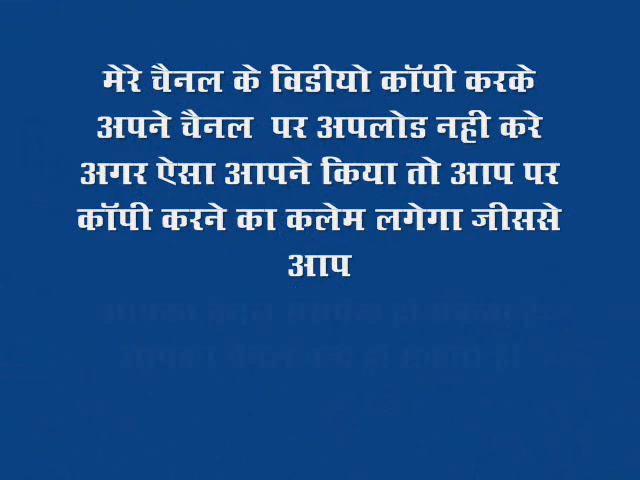 मेरे चैनल के विडीयो कॉपी करके
अपने चैनल पर अपलोड नही करे
अगर ऐसा आपने किया तो आप पर
कॉपी करने का कलेम लगेगा जीससे
आप